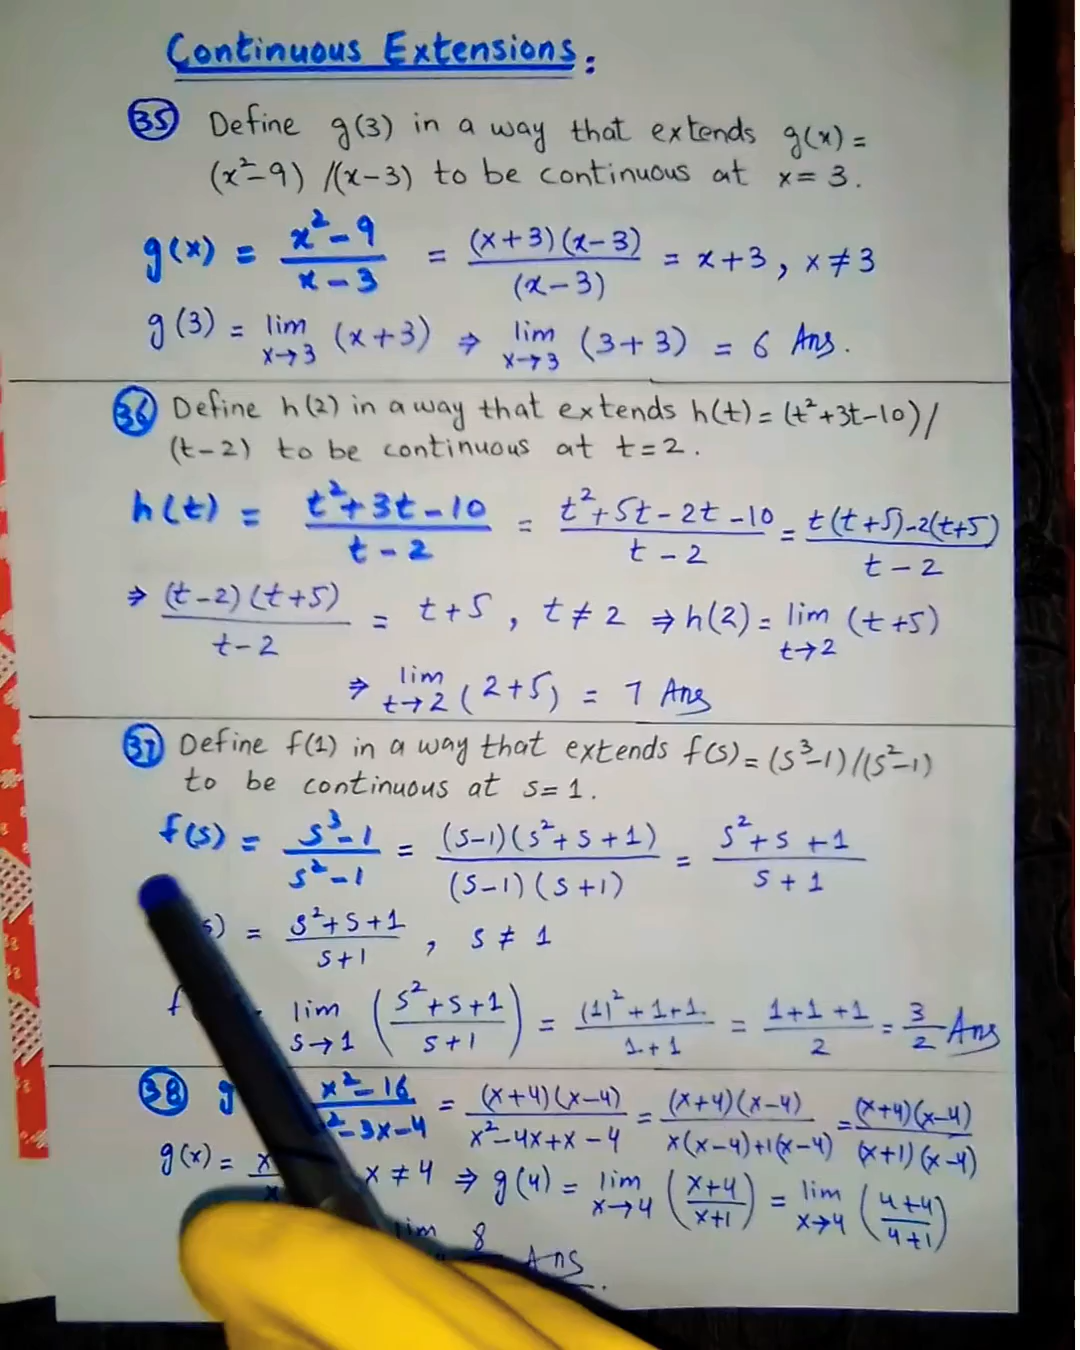 Continuous Extensions:
35 Define g(3) in a way that extends g(x) =
(x²-9) /(x-3) to be continuous at x= 3.
g(x) = x²-9 / x-3 = (x+3)(x-3) / (x-3) = x+3, x≠3
g(3) = lim x→3 (x+3) ⇒ lim x→3 (3+3) = 6 Ans.
36 Define h(2) in a way that extends h(t) = (t²+3t-10)/
(t-2) to be continuous at t=2.
h(t) = t²+3t-10 / t-2 = t²+5t-2t-10 / t-2 = t(t+5)-2(t+5) / t-2
⇒ (t-2)(t+5) / t-2 = t+5, t≠2 ⇒ h(2) = lim t→2 (t+5)
⇒ lim t→2 (2+5) = 7 Ans
37 Define f(1) in a way that extends f(s) = (s³-1)/(s²-1)
to be continuous at s=1.
f(s) = s³-1 / s²-1 = (s-1)(s²+s+1) / (s-1)(s+1) = s²+s+1 / s+1
s) = s²+s+1 / s+1, s≠1
f lim s→1 (s²+s+1 / s+1) = (1)²+1+1 / 1+1 = 1+1+1 / 2 = 3/2 Ans
38 g x²-16 / ²-3x-4 = (x+4)(x-4) / x²-4x+x-4 = (x+4)(x-4) / x(x-4)+1(x-4) = (x+4)(x-4) / (x+1)(x-4)
g(x) = x / x x≠4 ⇒ g(4) = lim x→4 (x+4 / x+1) = lim x→4 (4+4 / 4+1)
lim 8 Ans.